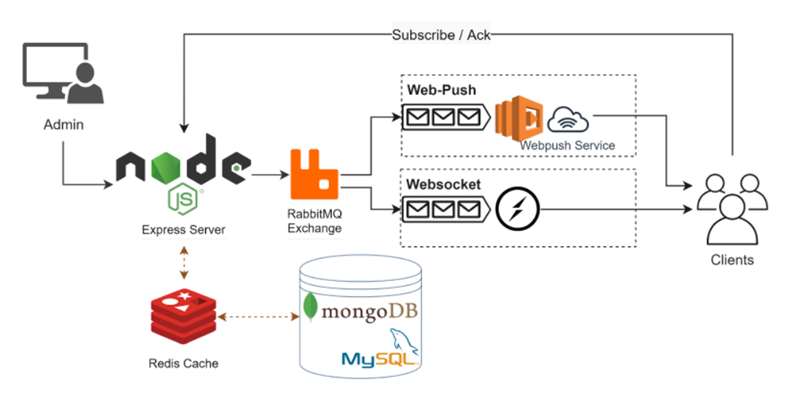 Subscribe / Ack
Admin
Web-Push
Webpush Service
node
JS
Express Server
RabbitMQ
Exchange
Websocket
Clients
Redis Cache
mongoDB
MySQL